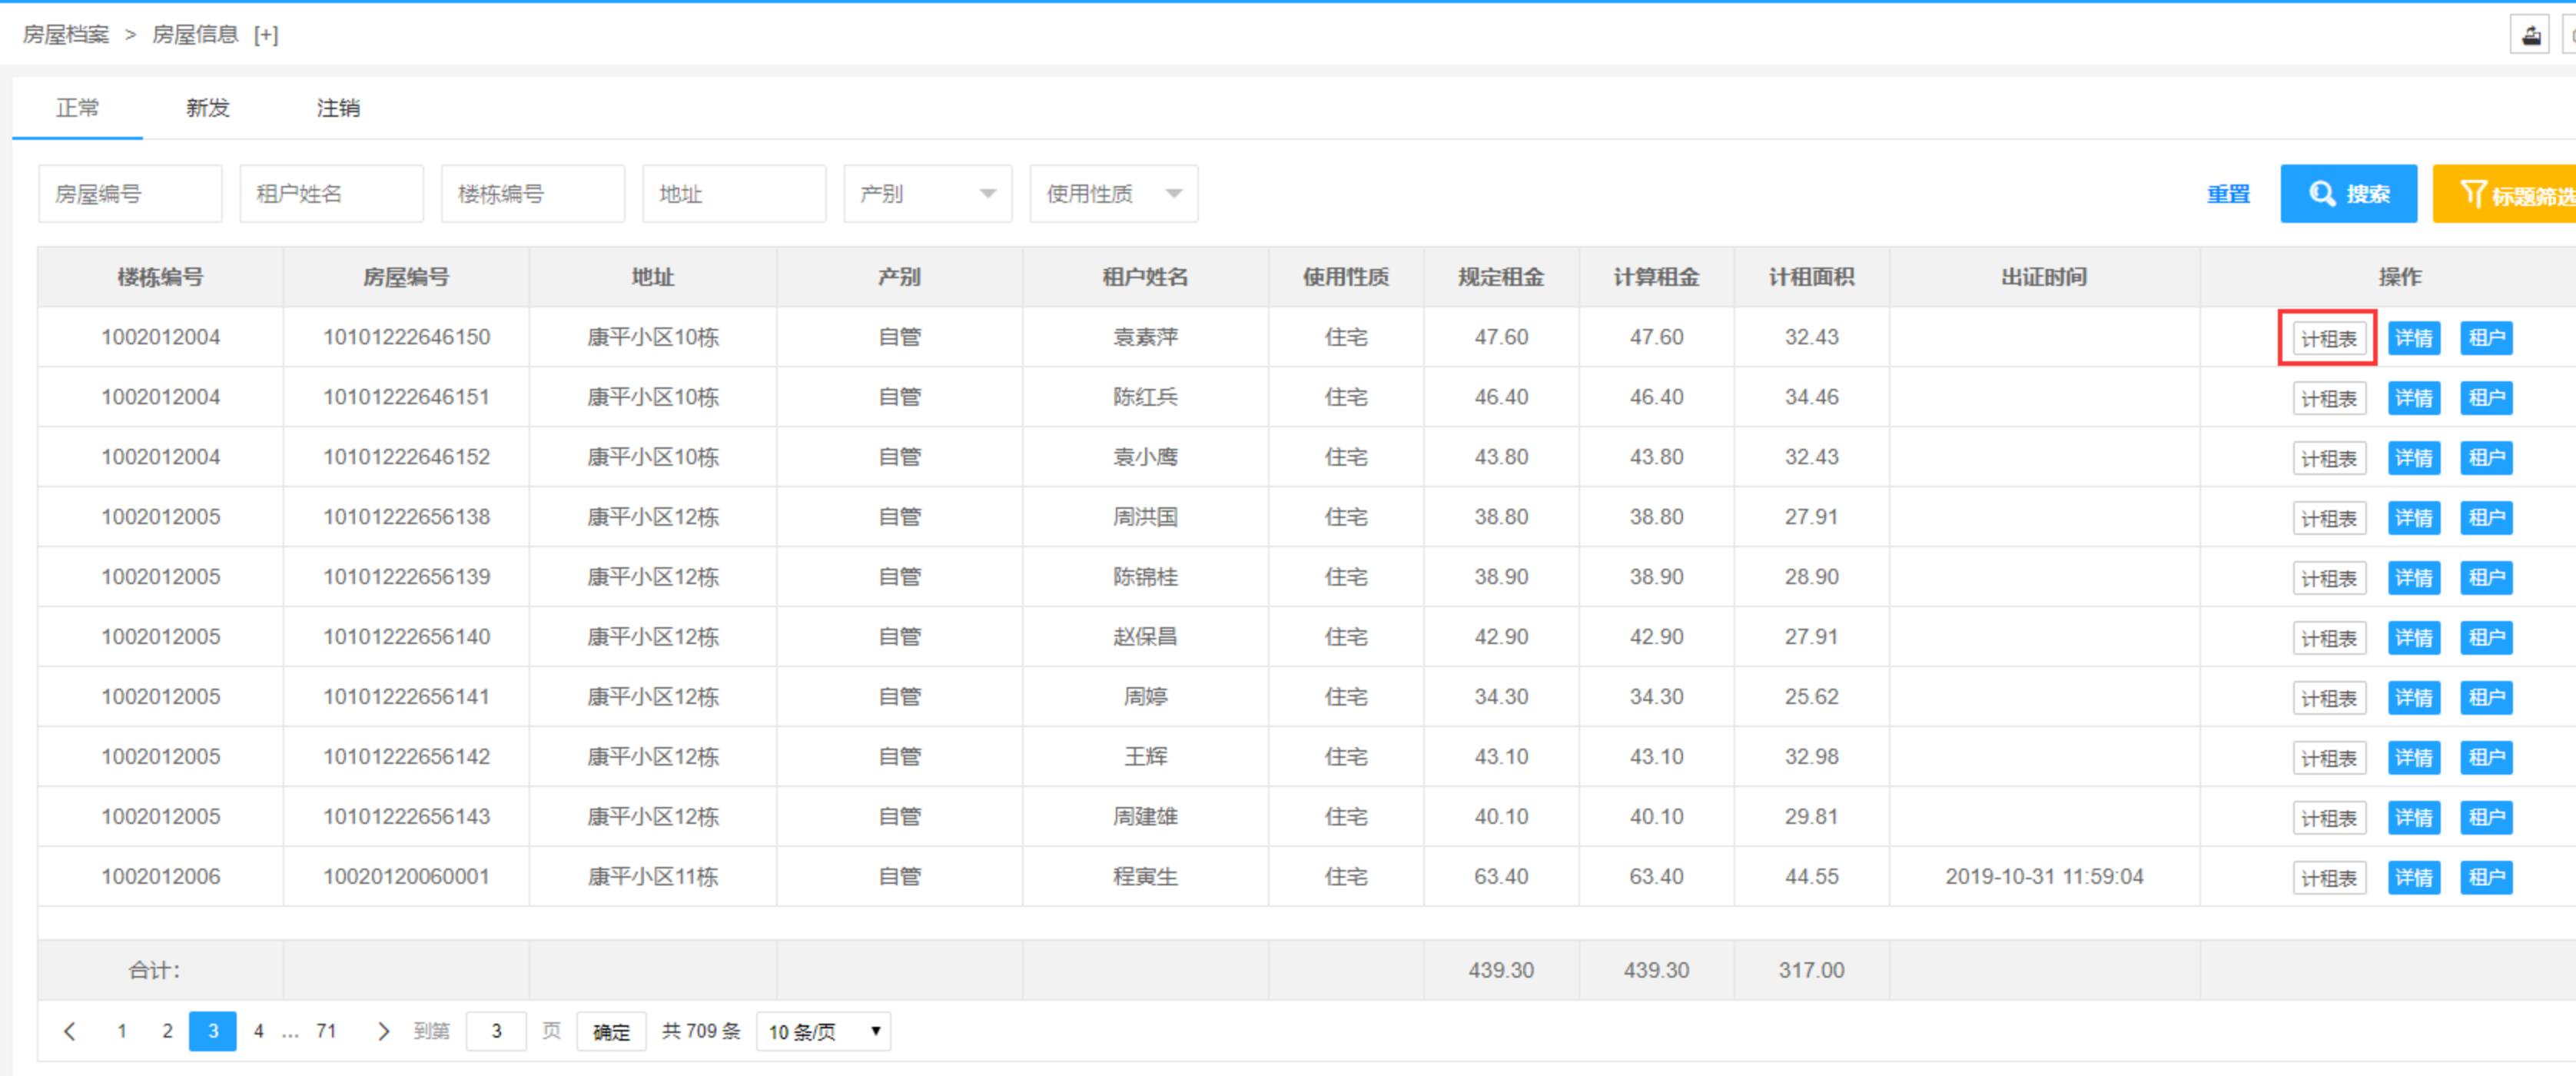 房屋档案 > 房屋信息 [+]
正常 新发 注销
房屋编号 租户姓名 楼栋编号 地址 产别 使用性质 重置 搜索 标题筛选
楼栋编号 房屋编号 地址 产别 租户姓名 使用性质 规定租金 计算租金 计租面积 出证时间 操作
1002012004 10101222646150 康平小区10栋 自管 袁素萍 住宅 47.60 47.60 32.43 计租表 详情 租户
1002012004 10101222646151 康平小区10栋 自管 陈红兵 住宅 46.40 46.40 34.46 计租表 详情 租户
1002012004 10101222646152 康平小区10栋 自管 袁小鹰 住宅 43.80 43.80 32.43 计租表 详情 租户
1002012005 10101222656138 康平小区12栋 自管 周洪国 住宅 38.80 38.80 27.91 计租表 详情 租户
1002012005 10101222656139 康平小区12栋 自管 陈锦桂 住宅 38.90 38.90 28.90 计租表 详情 租户
1002012005 10101222656140 康平小区12栋 自管 赵保昌 住宅 42.90 42.90 27.91 计租表 详情 租户
1002012005 10101222656141 康平小区12栋 自管 周婷 住宅 34.30 34.30 25.62 计租表 详情 租户
1002012005 10101222656142 康平小区12栋 自管 王辉 住宅 43.10 43.10 32.98 计租表 详情 租户
1002012005 10101222656143 康平小区12栋 自管 周建雄 住宅 40.10 40.10 29.81 计租表 详情 租户
1002012006 10020120060001 康平小区11栋 自管 程寅生 住宅 63.40 63.40 44.55 2019-10-31 11:59:04 计租表 详情 租户
合计： 439.30 439.30 317.00
1 2 3 4 … 71 到第 3 页 确定 共 709 条 10 条/页